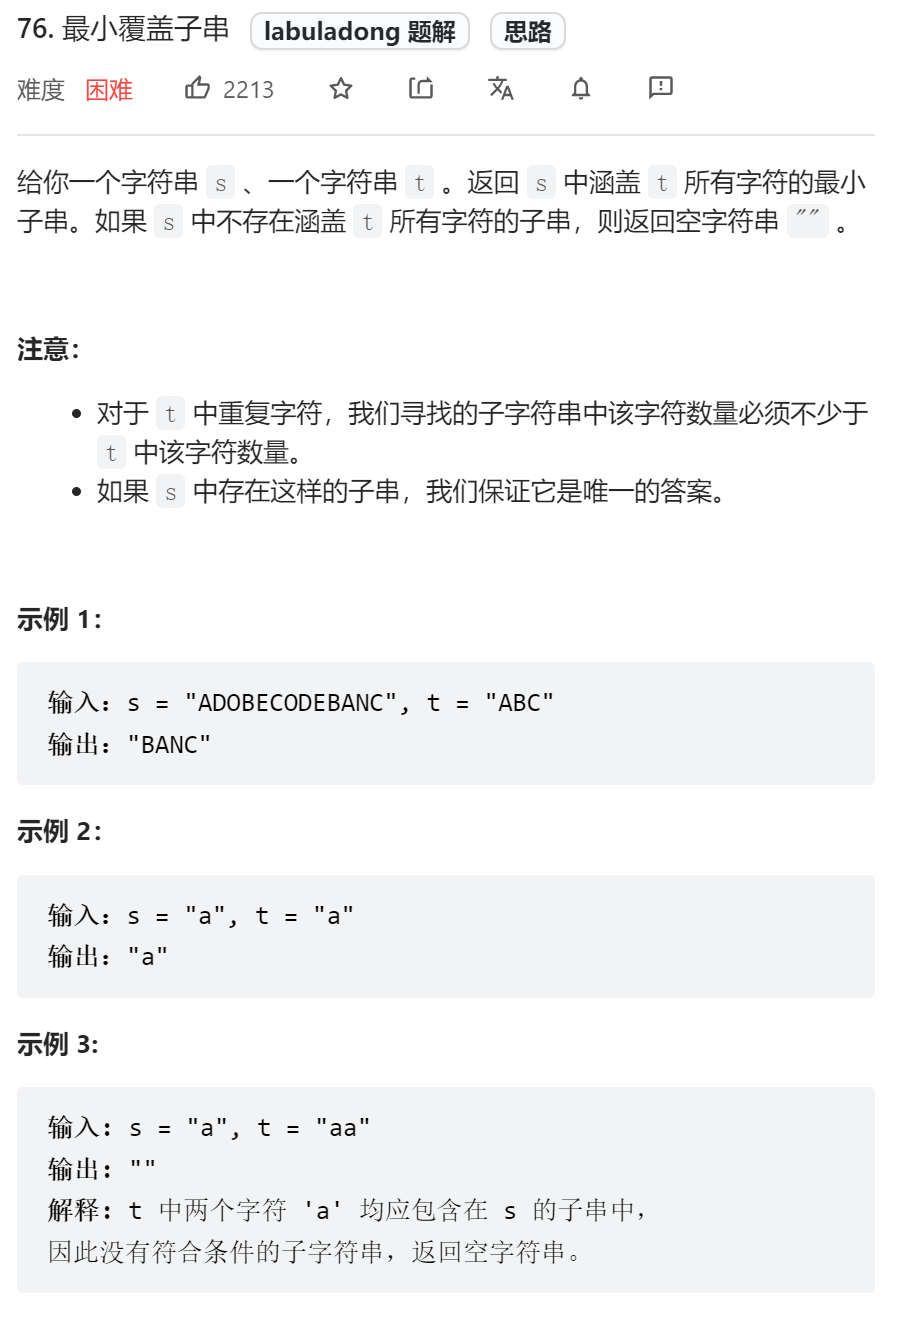 76. 最小覆盖子串 labuladong 题解 思路
难度 困难 2213
给你一个字符串 s 、一个字符串 t 。返回 s 中涵盖 t 所有字符的最小
子串。如果 s 中不存在涵盖 t 所有字符的子串，则返回空字符串 "" 。
注意：
对于 t 中重复字符，我们寻找的子字符串中该字符数量必须不少于
t 中该字符数量。
如果 s 中存在这样的子串，我们保证它是唯一的答案。
示例 1：
输入：s = "ADOBECODEBANC", t = "ABC"
输出："BANC"
示例 2：
输入：s = "a", t = "a"
输出："a"
示例 3:
输入: s = "a", t = "aa"
输出: ""
解释: t 中两个字符 'a' 均应包含在 s 的子串中，
因此没有符合条件的子字符串，返回空字符串。